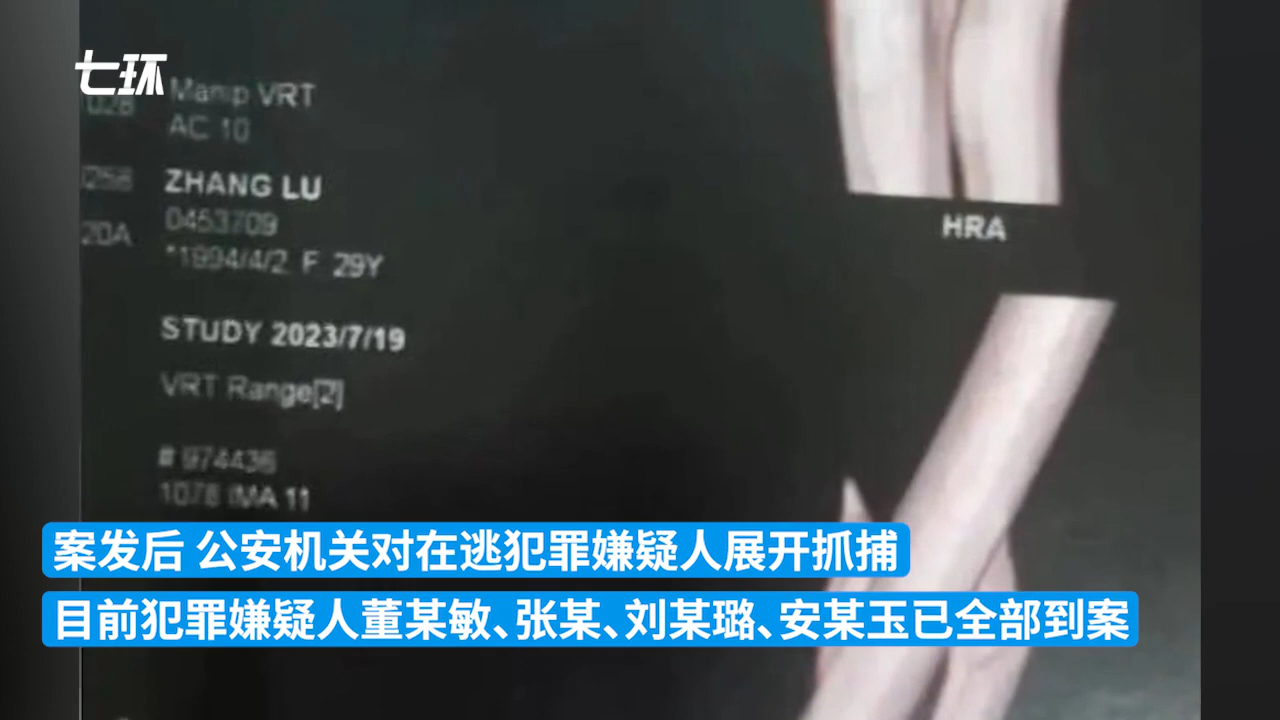 七环
Manip VRT
AC 10
ZHANG LU
0453709
*1994/4/2 F 29Y
HRA
STUDY 2023/7/19
VRT Range[2]
# 974436
1078 IMA 11
20A
案发后 公安机关对在逃犯罪嫌疑人展开抓捕
目前犯罪嫌疑人董某敏、张某、刘某璐、安某玉已全部到案